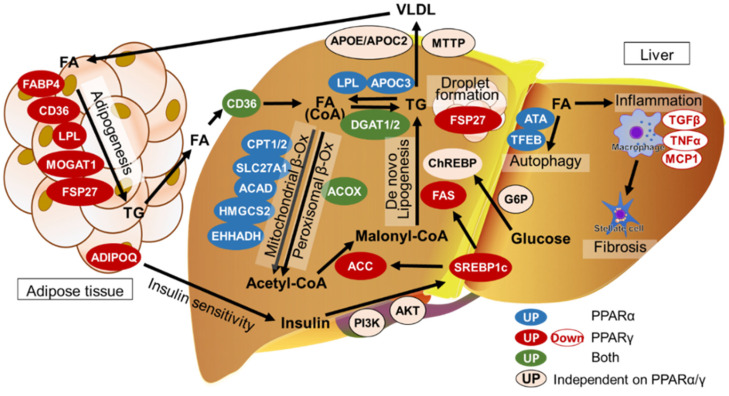 VLDL
APOE/APOC2
MTTP
Liver
FA
FABP4
CD36
LPL
MOGAT1
FSP27
Adipogenesis
TG
ADIPOQ
Adipose tissue
Insulin sensitivity
FA
CD36
LPL
APOC3
FA
(CoA)
TG
DGAT1/2
Droplet
formation
FSP27
CPT1/2
SLC27A1
ACAD
HMGCS2
EHHADH
Mitochondrial β-Ox
Peroxisomal β-Ox
ACOX
De novo
Lipogenesis
ChREBP
FAS
G6P
Glucose
Malonyl-CoA
Acetyl-CoA
ACC
SREBP1c
Insulin
PI3K
AKT
FA
ATA
TFEB
Autophagy
Inflammation
Macrophage
TGFβ
TNFα
MCP1
Stellate cell
Fibrosis
UP PPARα
UP Down PPARγ
UP Both
UP Independent on PPARα/γ